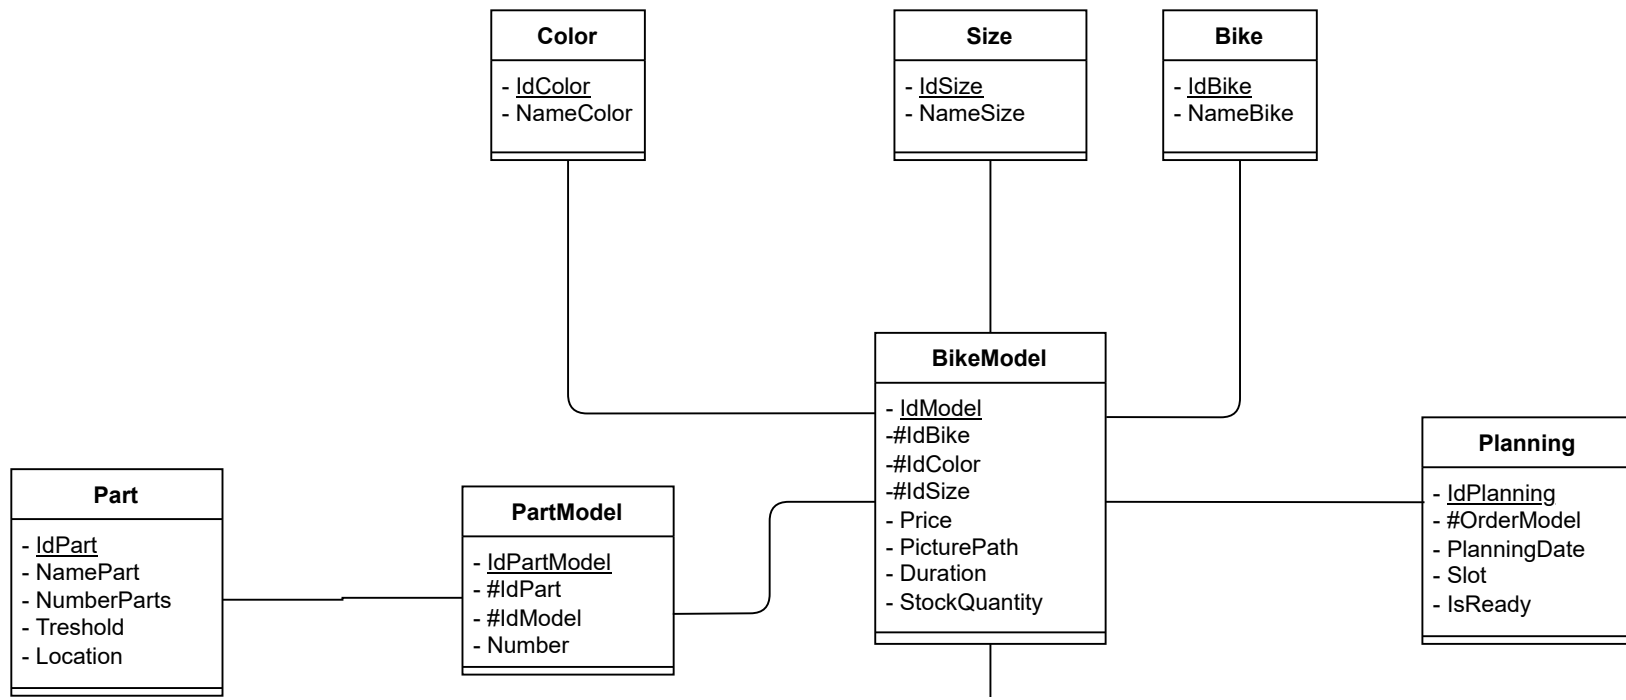 Color
- IdColor
- NameColor
Size
- IdSize
- NameSize
Bike
- IdBike
- NameBike
BikeModel
- IdModel
-#IdBike
-#IdColor
-#IdSize
- Price
- PicturePath
- Duration
- StockQuantity
Planning
- IdPlanning
- #OrderModel
- PlanningDate
- Slot
- IsReady
Part
- IdPart
- NamePart
- NumberParts
- Treshold
- Location
PartModel
- IdPartModel
- #IdPart
- #IdModel
- Number